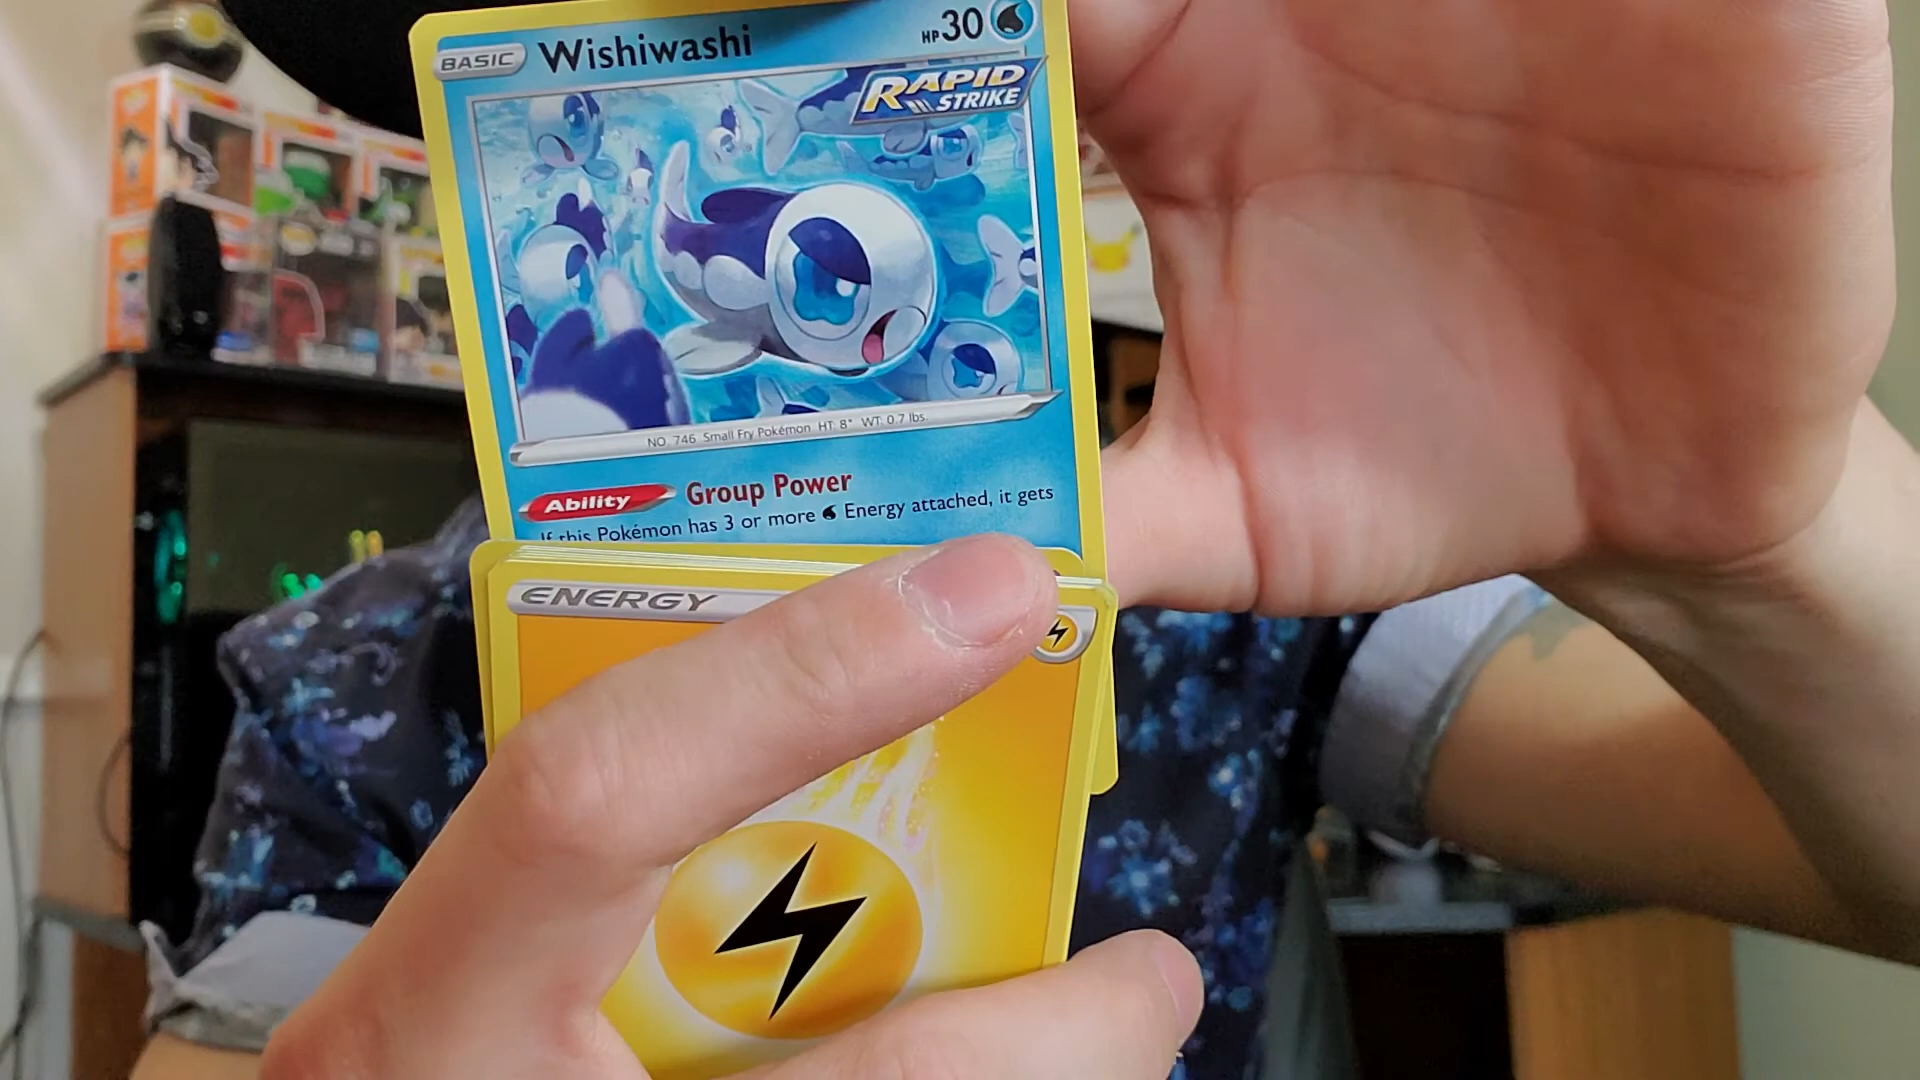 BASIC Wishiwashi HP30
RAPID
STRIKE
NO. 746 Small Fry Pokémon HT: 8" WT: 0.7 lbs.
Ability Group Power
If this Pokémon has 3 or more Energy attached, it gets
ENERGY